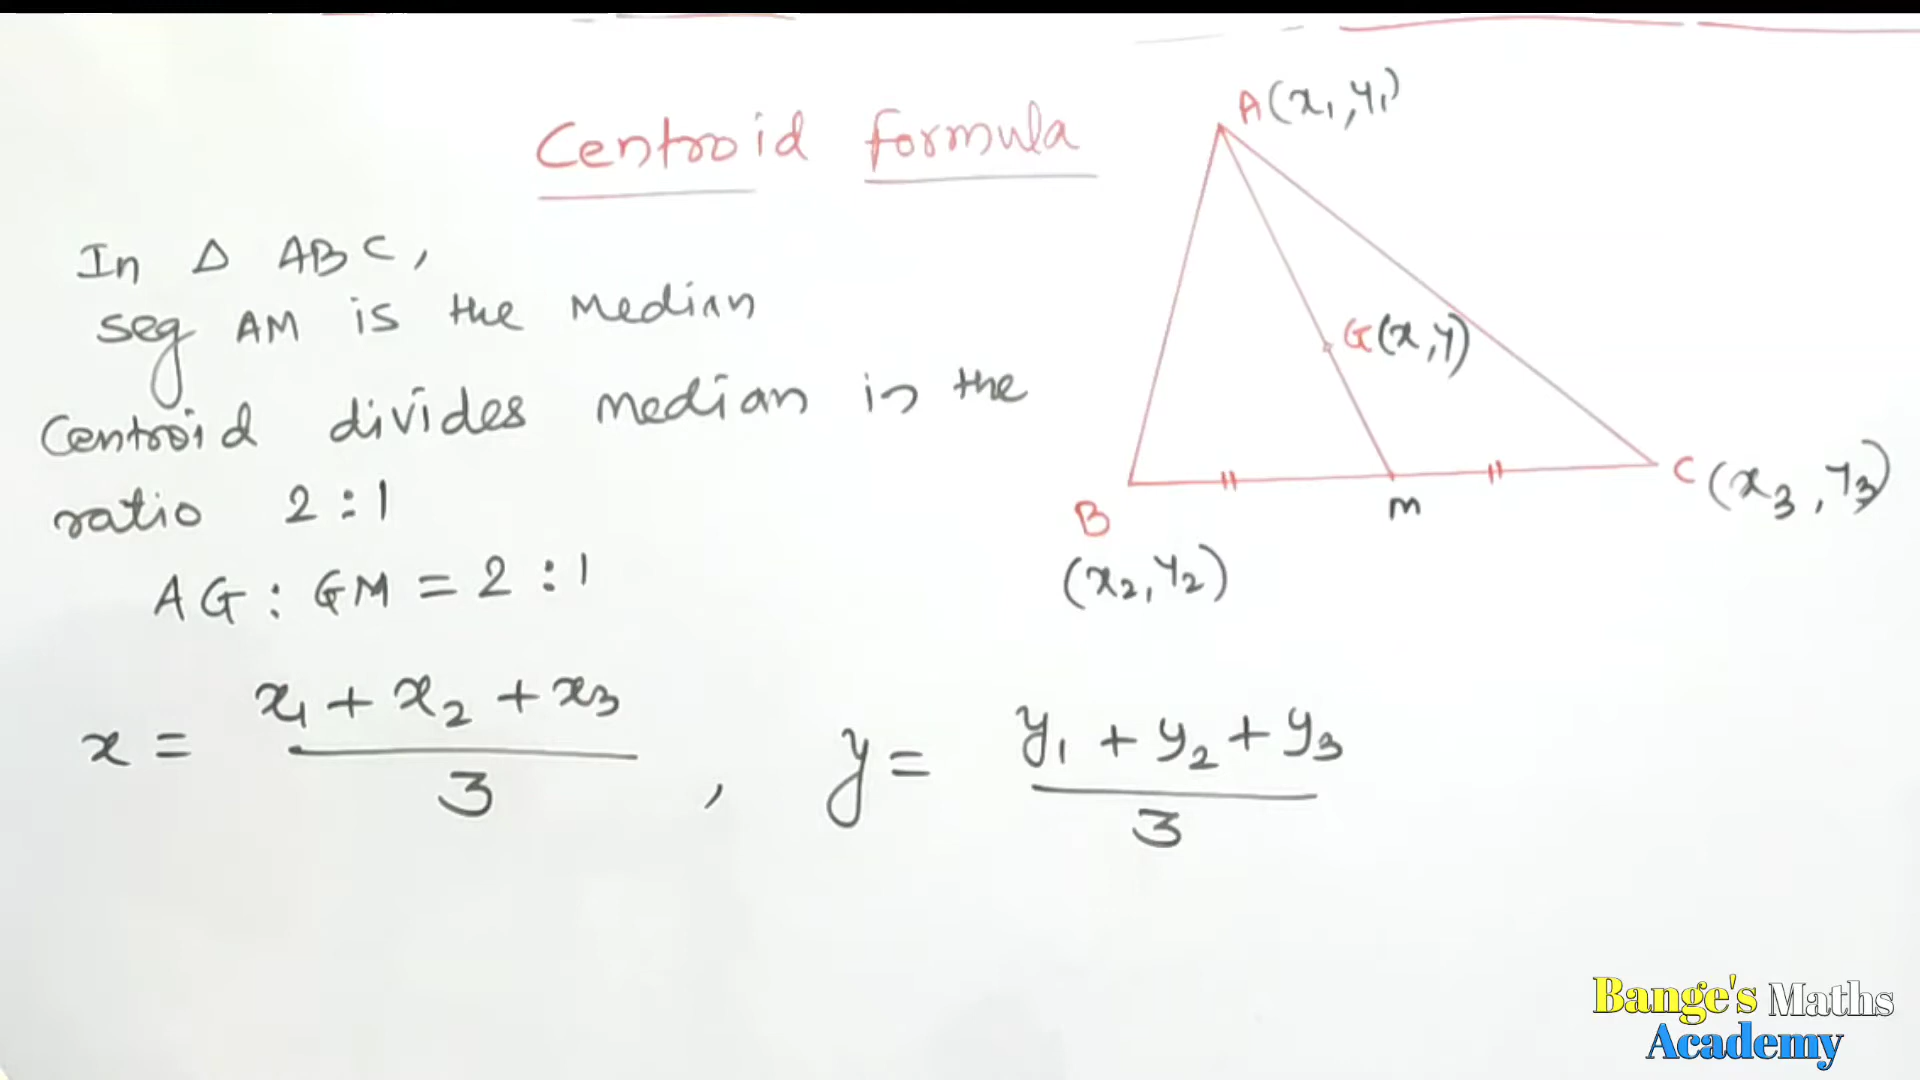 Centroid formula
In Δ ABC,
seg AM is the Median
Centroid divides median in the
ratio 2 : 1
AG : GM = 2 : 1
x = x₁ + x₂ + x₃ / 3 , y = y₁ + y₂ + y₃ / 3
A(x₁, y₁)
G(x, y)
B
(x₂, y₂)
M
C (x₃, y₃)
Bange's Maths
Academy